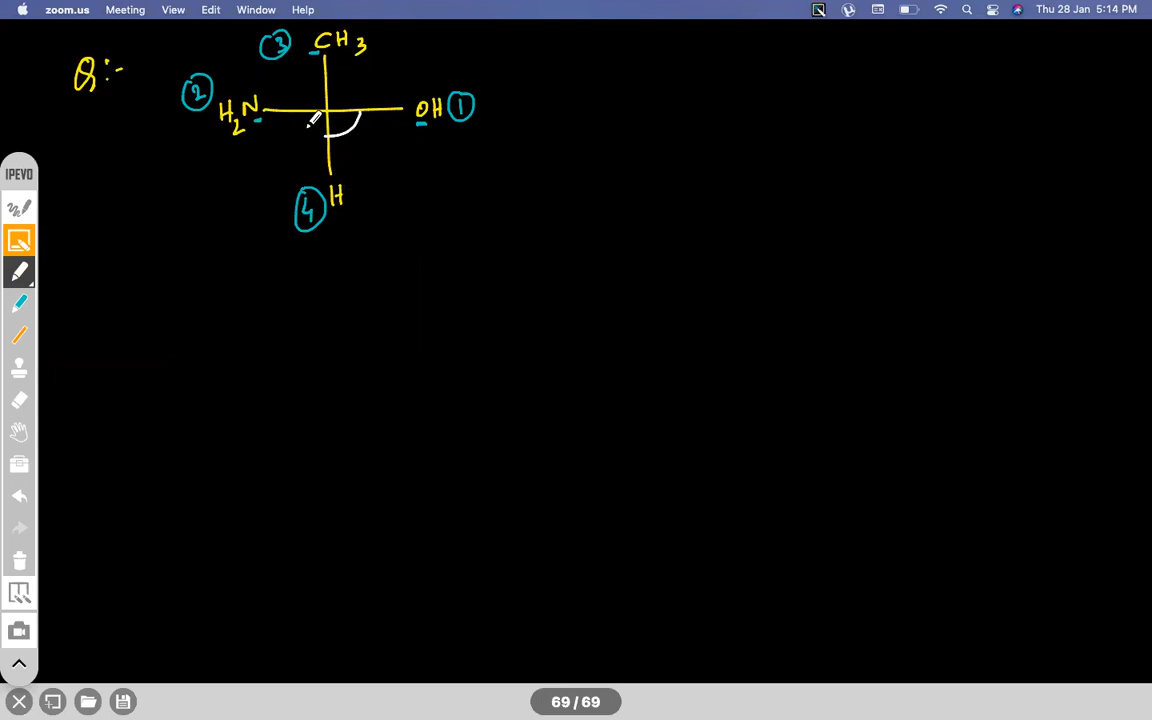 zoom.us Meeting View Edit Window Help Thu 28 Jan 5:14 PM
③ CH3
Q:-
② H2N OH ①
④ H
IPEVO
69 / 69